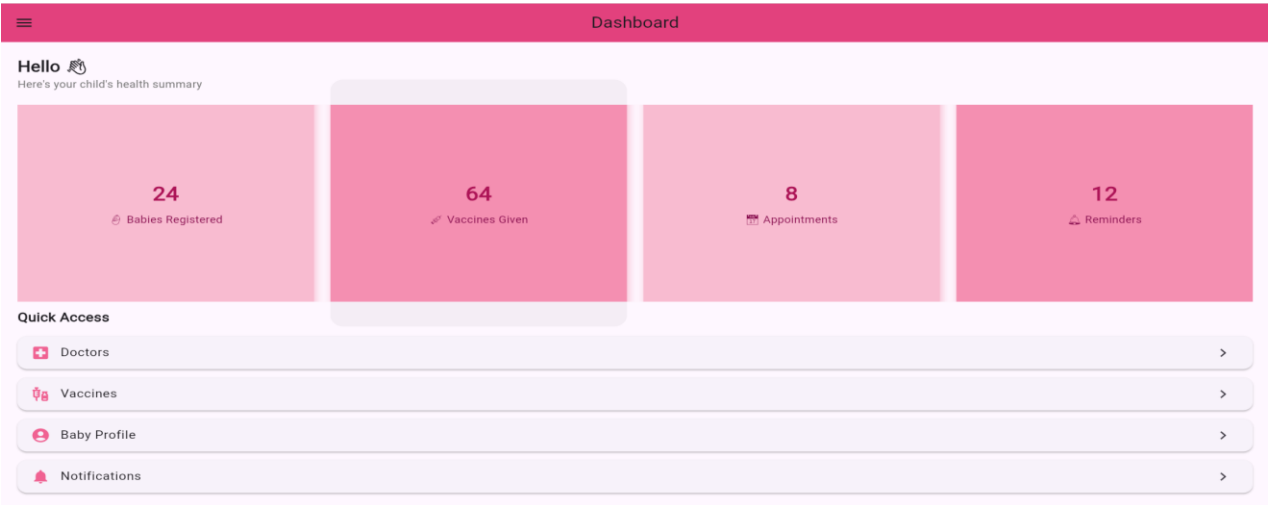 Dashboard
Hello
Here's your child's health summary
24
Babies Registered
64
Vaccines Given
8
Appointments
12
Reminders
Quick Access
Doctors
Vaccines
Baby Profile
Notifications